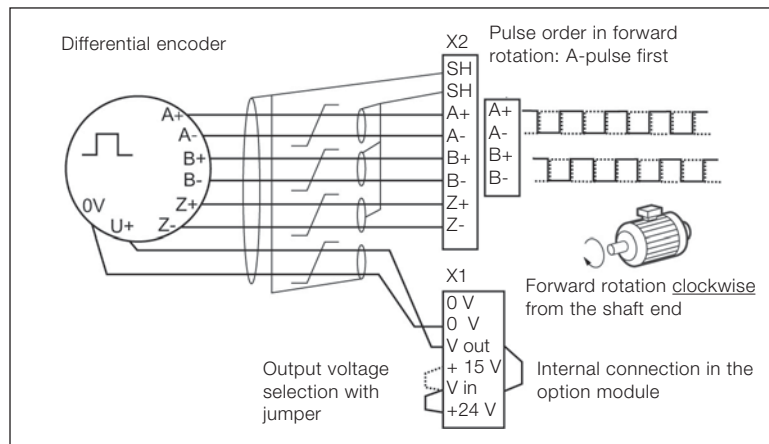 Differential encoder
A+
A-
B+
B-
Z+
Z-
0V
U+
X2
SH
SH
A+
A-
B+
B-
Z+
Z-
Pulse order in forward
rotation: A-pulse first
A+
A-
B+
B-
Forward rotation clockwise
from the shaft end
X1
0 V
0 V
V out
+ 15 V
V in
+24 V
Output voltage
selection with
jumper
Internal connection in the
option module